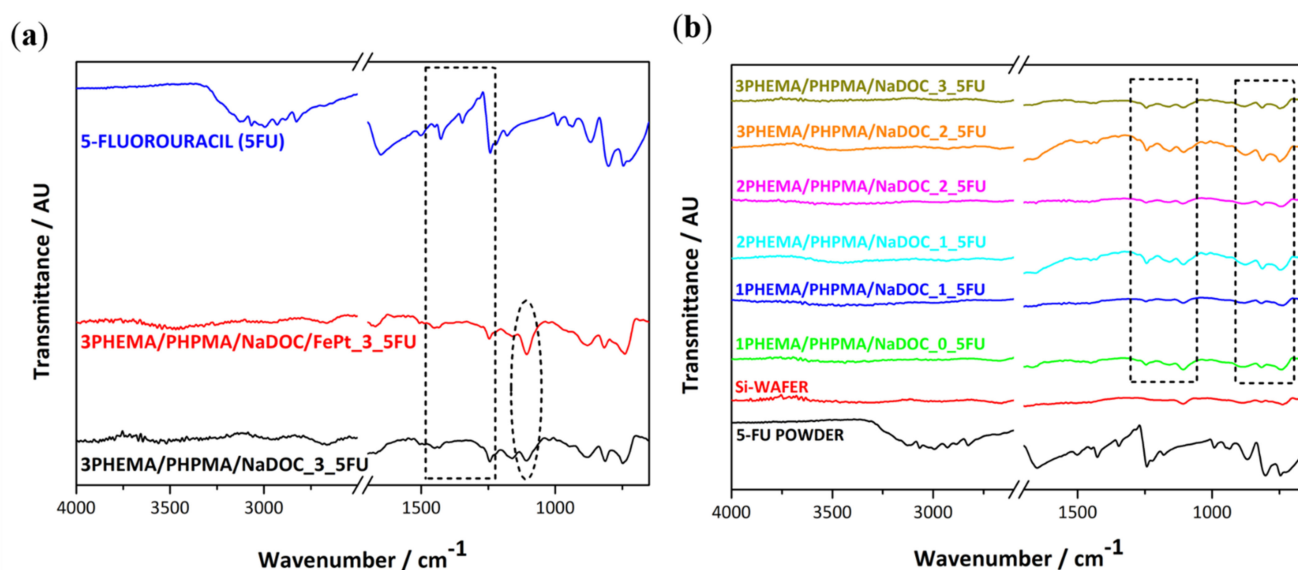 (a)
5-FLUOROURACIL (5FU)
3PHEMA/PHPMA/NaDOC/FePt_3_5FU
3PHEMA/PHPMA/NaDOC_3_5FU
Transmittance / AU
4000 3000 1500 1000
Wavenumber / cm⁻¹
(b)
3PHEMA/PHPMA/NaDOC_3_5FU
3PHEMA/PHPMA/NaDOC_2_5FU
2PHEMA/PHPMA/NaDOC_2_5FU
2PHEMA/PHPMA/NaDOC_1_5FU
1PHEMA/PHPMA/NaDOC_1_5FU
1PHEMA/PHPMA/NaDOC_0_5FU
Si-WAFER
5-FU POWDER
Transmittance / AU
4000 3500 3000 1500 1000
Wavenumber / cm⁻¹